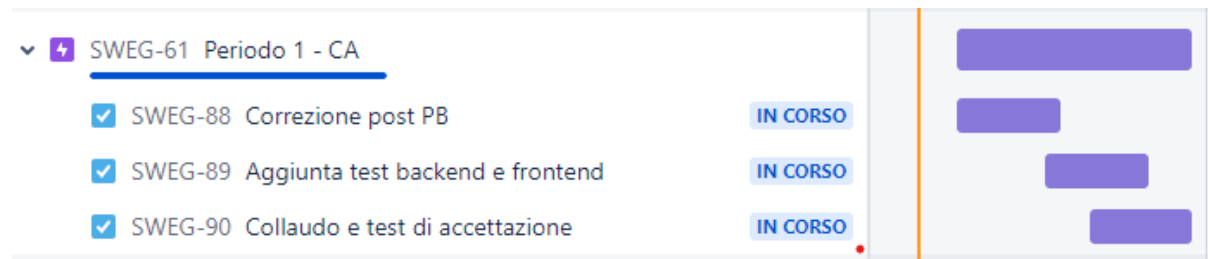 SWEG-61 Periodo 1 - CA
SWEG-88 Correzione post PB IN CORSO
SWEG-89 Aggiunta test backend e frontend IN CORSO
SWEG-90 Collaudo e test di accettazione IN CORSO